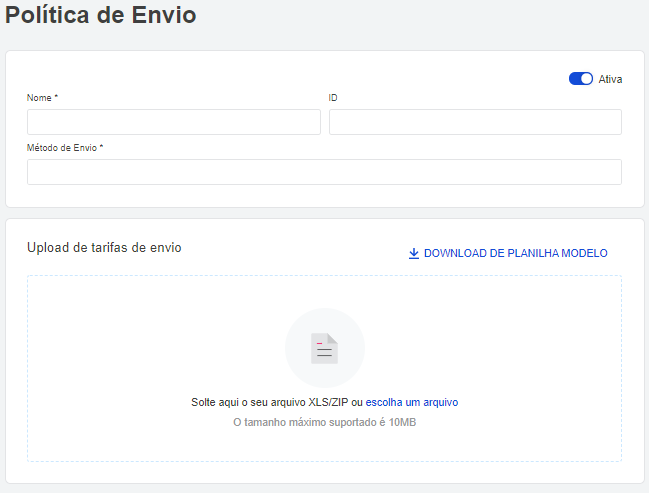 Política de Envio
Ativa
Nome *
ID
Método de Envio *
Upload de tarifas de envio
DOWNLOAD DE PLANILHA MODELO
Solte aqui o seu arquivo XLS/ZIP ou escolha um arquivo
O tamanho máximo suportado é 10MB